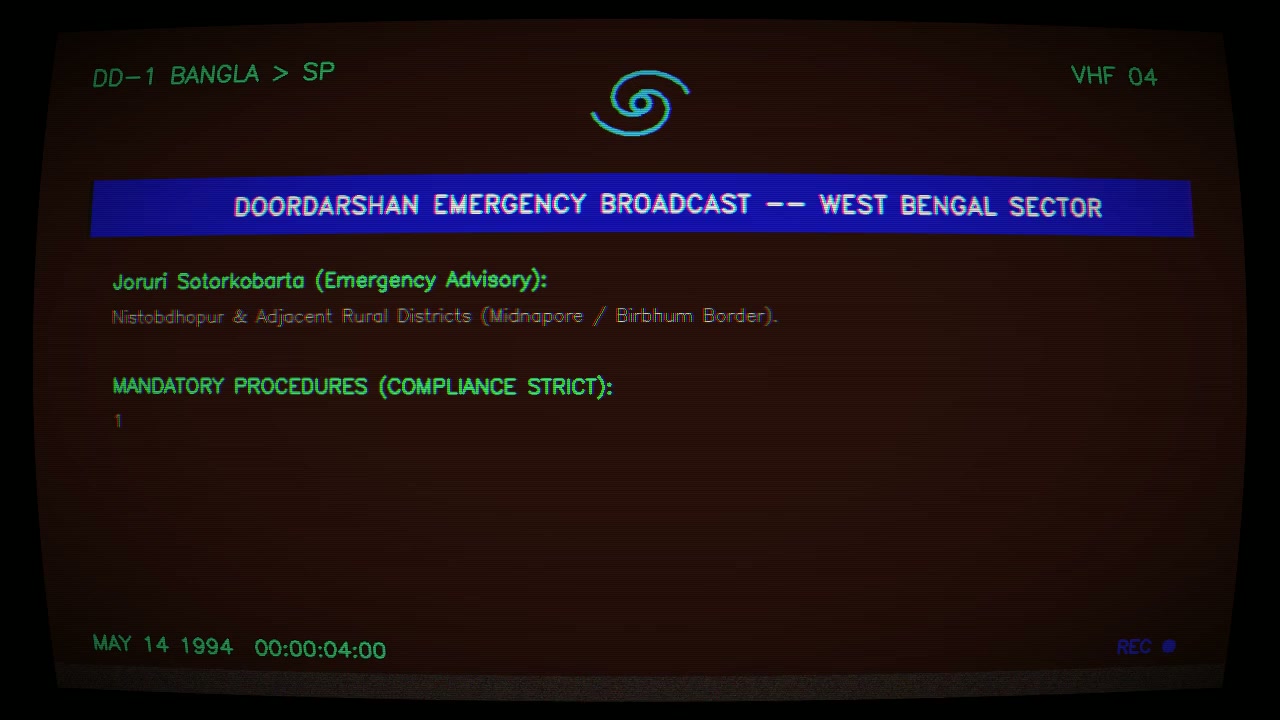 DD-1 BANGLA > SP
VHF 04
DOORDARSHAN EMERGENCY BROADCAST -- WEST BENGAL SECTOR
Joruri Sotorkobarta (Emergency Advisory):
Nistobdhopur & Adjacent Rural Districts (Midnapore / Birbhum Border).
MANDATORY PROCEDURES (COMPLIANCE STRICT):
1
MAY 14 1994 00:00:04:00
REC